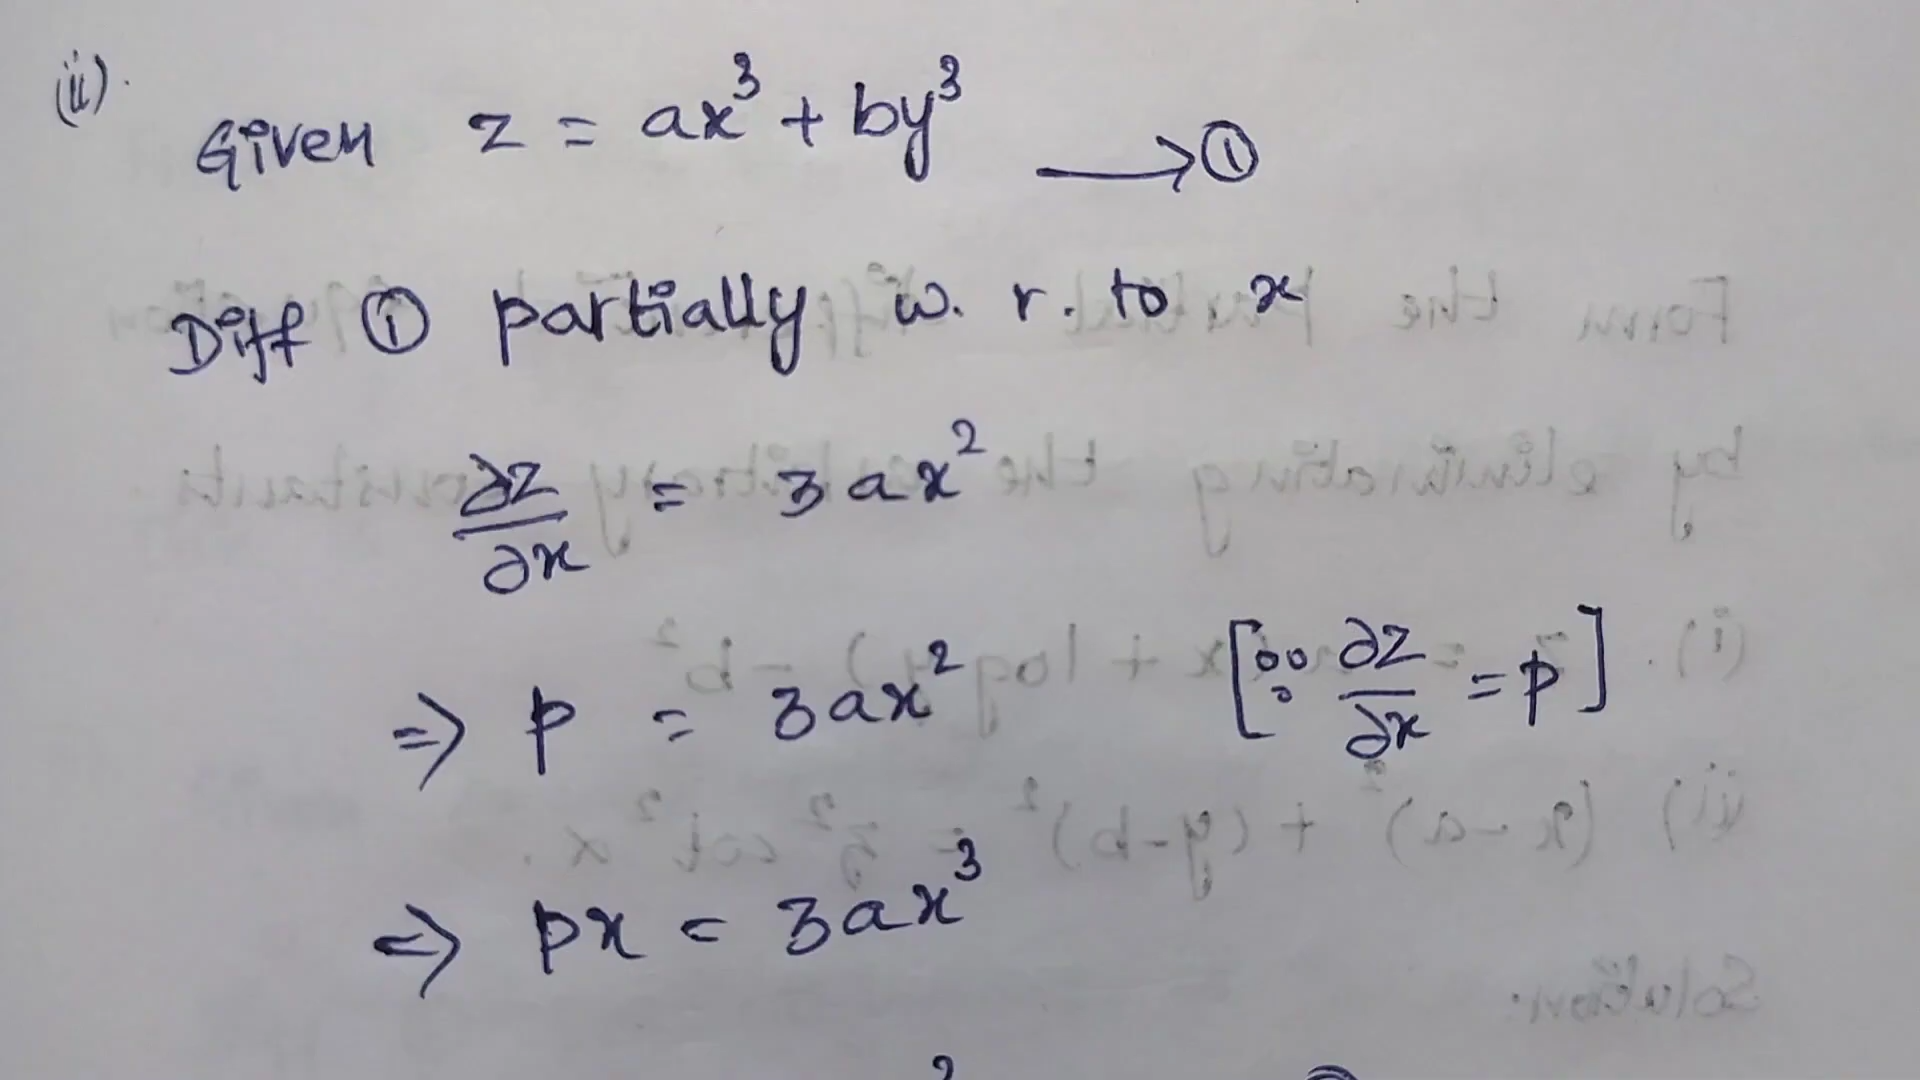 (ii).
Given z = ax³ + by³ ⟶ ①
Diff ① partially w. r. to x
∂z/∂x = 3ax²
⇒ p = 3ax² [∵ ∂z/∂x = p]
⇒ px = 3ax³